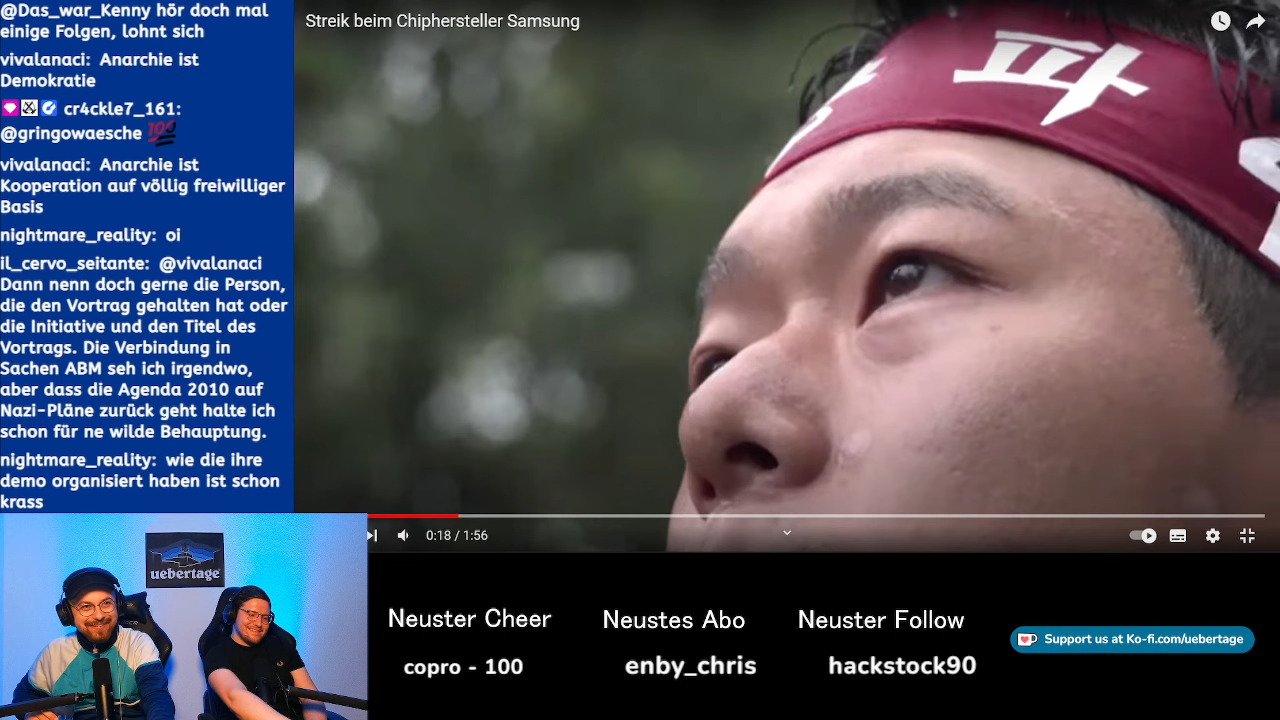 @Das_war_Kenny hör doch mal
einige Folgen, lohnt sich
vivalanaci: Anarchie ist
Demokratie
cr4ckle7_161:
@gringowaesche 💯
vivalanaci: Anarchie ist
Kooperation auf völlig freiwilliger
Basis
nightmare_reality: oi
il_cervo_seitante: @vivalanaci
Dann nenn doch gerne die Person,
die den Vortrag gehalten hat oder
die Initiative und den Titel des
Vortrags. Die Verbindung in
Sachen ABM seh ich irgendwo,
aber dass die Agenda 2010 auf
Nazi-Pläne zurück geht halte ich
schon für ne wilde Behauptung.
nightmare_reality: wie die ihre
demo organisiert haben ist schon
krass
Streik beim Chiphersteller Samsung
파
0:18 / 1:56
uebertage
Neuster Cheer
copro - 100
Neustes Abo
enby_chris
Neuster Follow
hackstock90
Support us at Ko-fi.com/uebertage